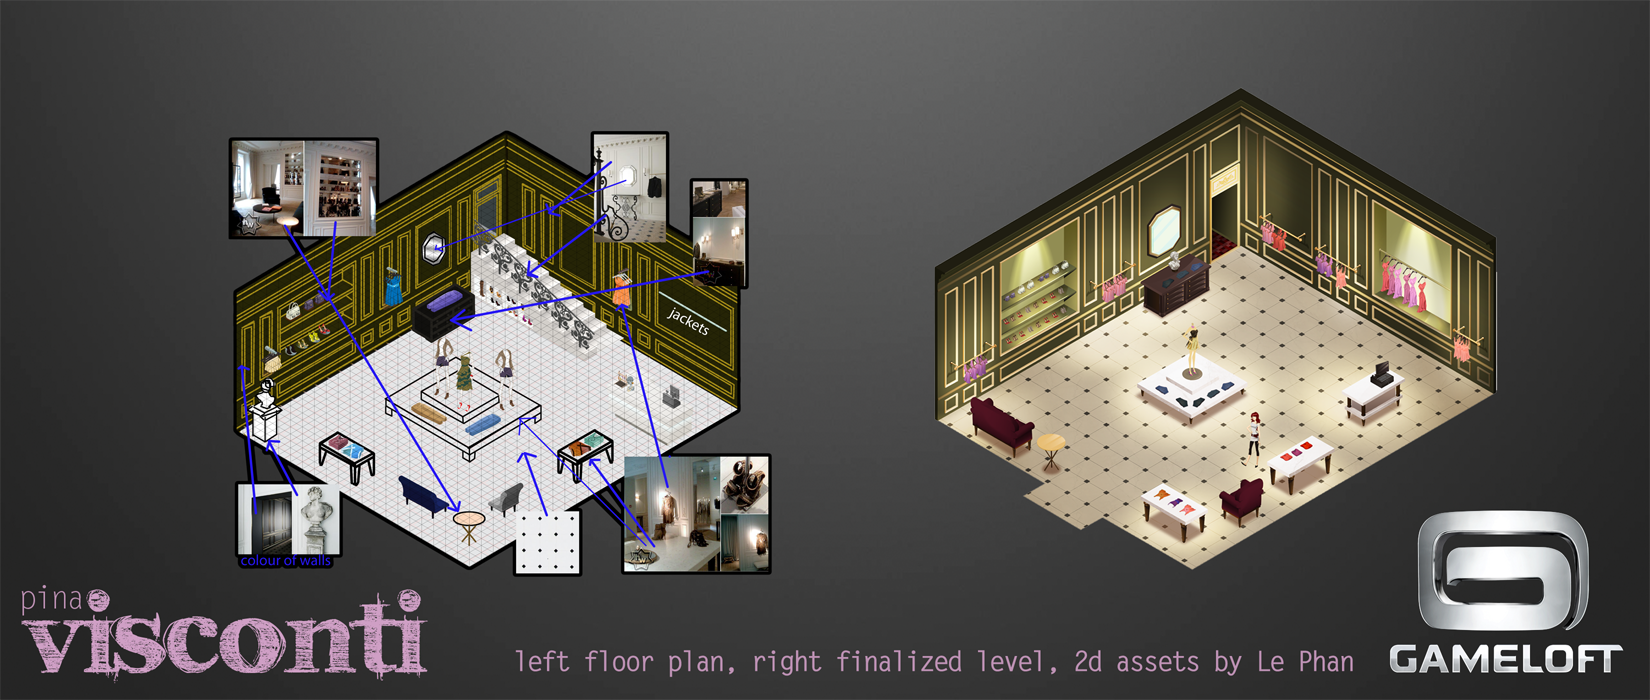 jackets
colour of walls
pina
visconti
left floor plan, right finalized level, 2d assets by Le Phan
GAMELOFT